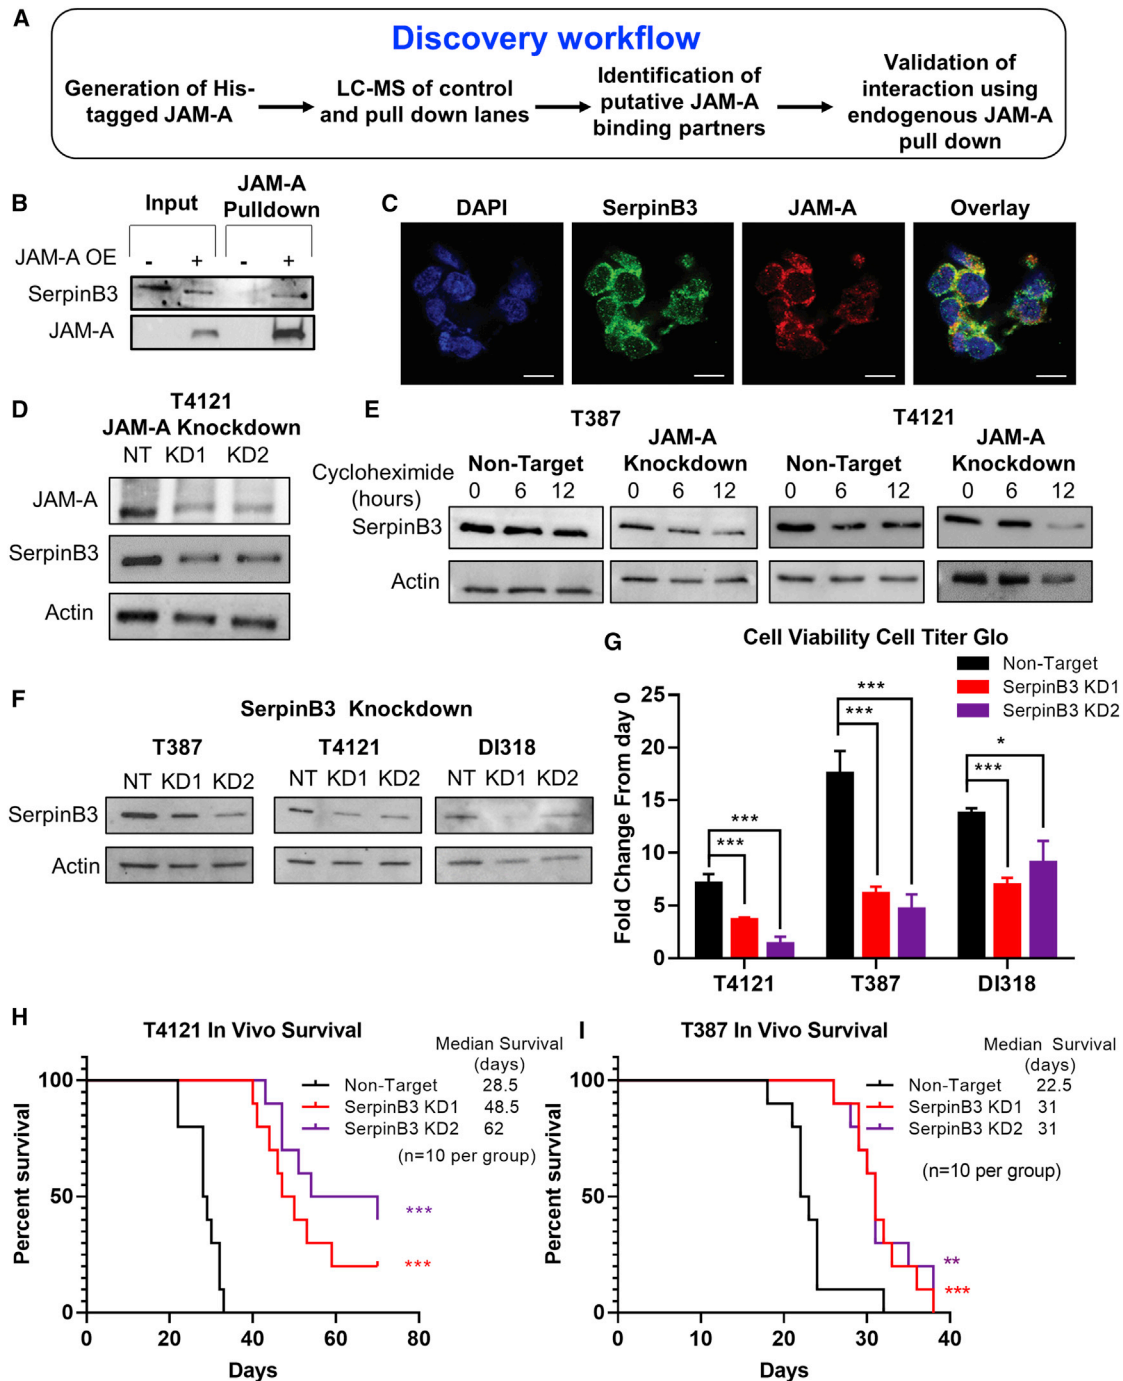 A
Discovery workflow
Generation of His-
tagged JAM-A
LC-MS of control
and pull down lanes
Identification of
putative JAM-A
binding partners
Validation of
interaction using
endogenous JAM-A
pull down
B
Input
JAM-A
Pulldown
JAM-A OE - + - +
SerpinB3
JAM-A
C
DAPI SerpinB3 JAM-A Overlay
D
T4121
JAM-A Knockdown
NT KD1 KD2
JAM-A
SerpinB3
Actin
E
T387 T4121
Non-Target
JAM-A
Knockdown
Non-Target
JAM-A
Knockdown
Cycloheximide
(hours)
0 6 12 0 6 12 0 6 12 0 6 12
SerpinB3
Actin
F
SerpinB3 Knockdown
T387 T4121 DI318
NT KD1 KD2 NT KD1 KD2 NT KD1 KD2
SerpinB3
Actin
G
Cell Viability Cell Titer Glo
Non-Target
SerpinB3 KD1
SerpinB3 KD2
Fold Change From day 0
25
20
15
10
5
0
***
***
***
***
*
***
T4121 T387 DI318
H
T4121 In Vivo Survival
Median Survival
(days)
Non-Target 28.5
SerpinB3 KD1 48.5
SerpinB3 KD2 62
(n=10 per group)
Percent survival
100
50
0
***
***
0 20 40 60 80
Days
I
T387 In Vivo Survival
Median Survival
(days)
Non-Target 22.5
SerpinB3 KD1 31
SerpinB3 KD2 31
(n=10 per group)
Percent survival
100
50
0
**
***
0 10 20 30 40
Days